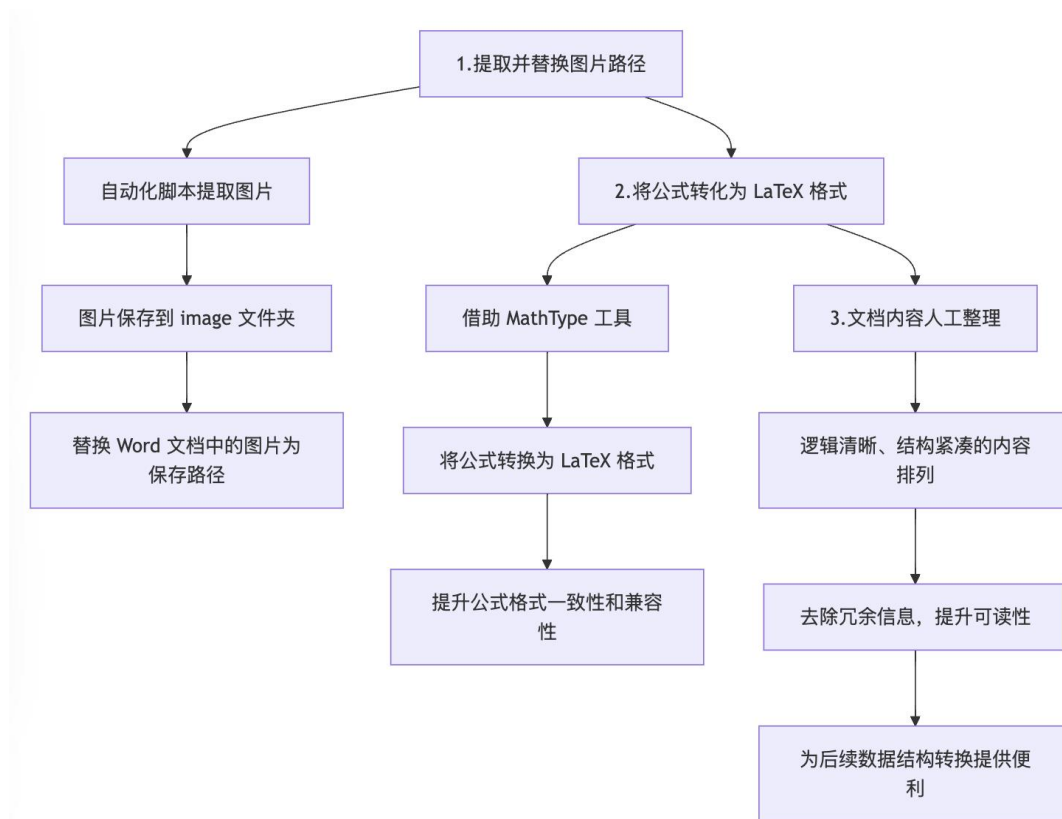 1.提取并替换图片路径
自动化脚本提取图片
2.将公式转化为 LaTeX 格式
图片保存到 image 文件夹
借助 MathType 工具
3.文档内容人工整理
替换 Word 文档中的图片为
保存路径
将公式转换为 LaTeX 格式
逻辑清晰、结构紧凑的内容
排列
提升公式格式一致性和兼容
性
去除冗余信息，提升可读性
为后续数据结构转换提供便
利